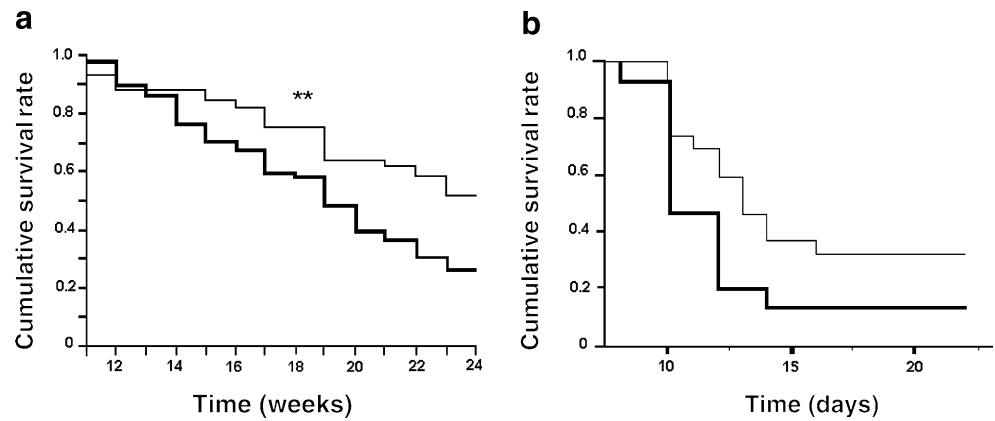 a
Cumulative survival rate
1.0
0.8
0.6
0.4
0.2
0
12 14 16 18 20 22 24
Time (weeks)
**
b
Cumulative survival rate
1.0
0.8
0.6
0.4
0.2
0
10 15 20
Time (days)